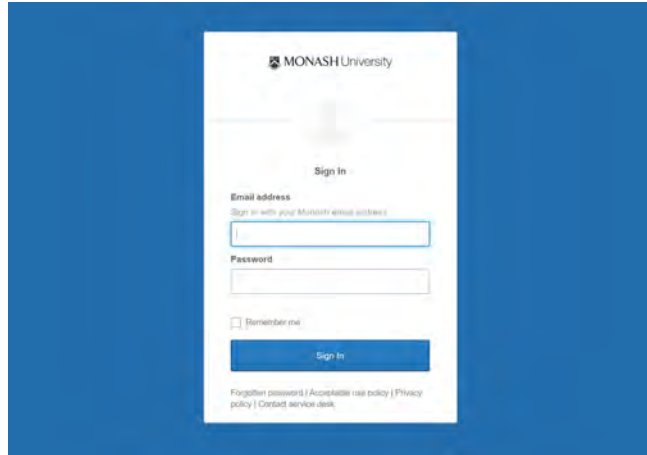 MONASH University
Sign In
Email address
Sign in with your Monash email address
Password
Remember me
Sign In
Forgotten password | Acceptable use policy | Privacy
policy | Contact service desk